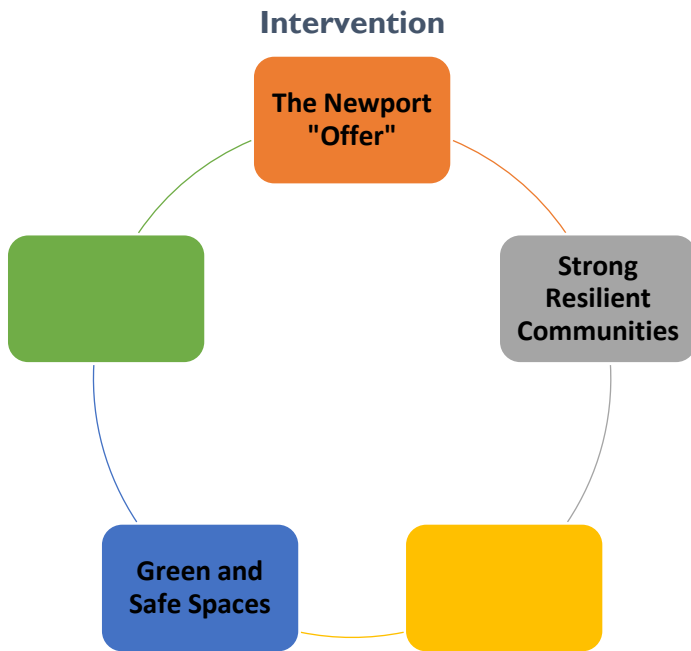 Intervention
The Newport
"Offer"
Strong
Resilient
Communities
Green and
Safe Spaces